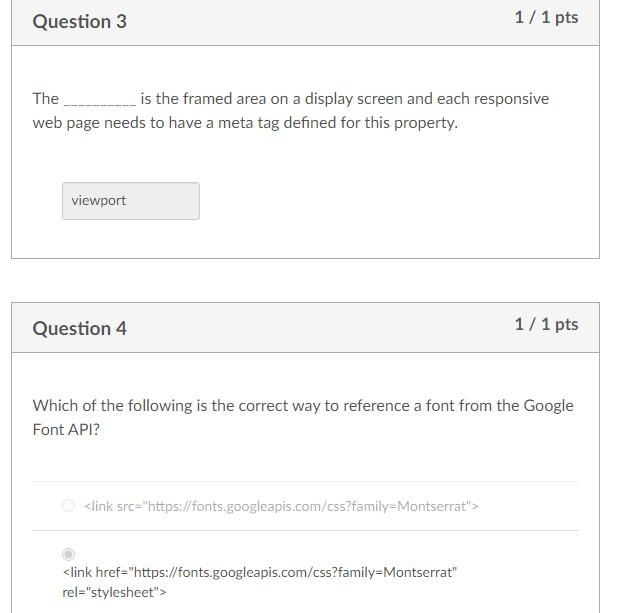 Question 3
1 / 1 pts
The __________ is the framed area on a display screen and each responsive
web page needs to have a meta tag defined for this property.
viewport
Question 4
1 / 1 pts
Which of the following is the correct way to reference a font from the Google
Font API?
<link src="https://fonts.googleapis.com/css?family=Montserrat">
<link href="https://fonts.googleapis.com/css?family=Montserrat"
rel="stylesheet">